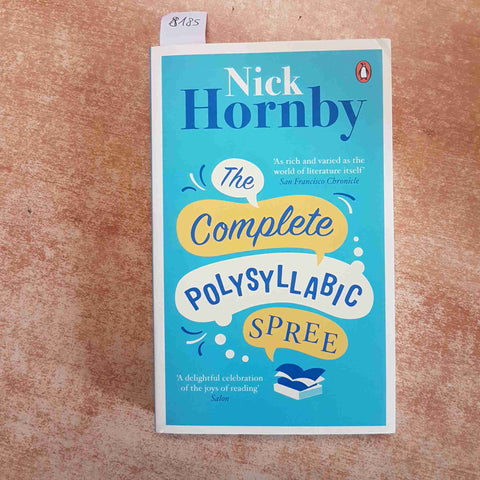 8185
Nick
Hornby
'As rich and varied as the
world of literature itself'
San Francisco Chronicle
The
Complete
POLYSYLLABIC
SPREE
'A delightful celebration
of the joys of reading'
Salon